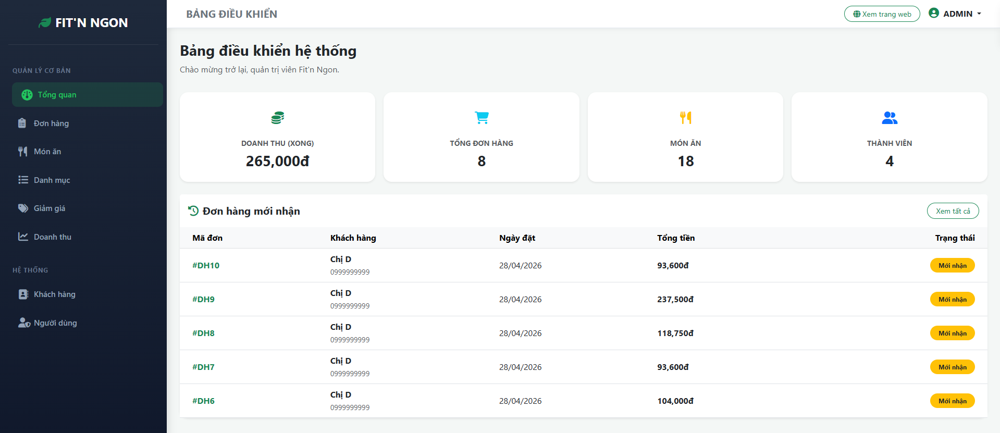 FIT'N NGON
QUẢN LÝ CƠ BẢN
Tổng quan
Đơn hàng
Món ăn
Danh mục
Giảm giá
Doanh thu
HỆ THỐNG
Khách hàng
Người dùng
BẢNG ĐIỀU KHIỂN
Xem trang web
ADMIN
Bảng điều khiển hệ thống
Chào mừng trở lại, quản trị viên Fit'n Ngon.
DOANH THU (XONG)
265,000đ
TỔNG ĐƠN HÀNG
8
MÓN ĂN
18
THÀNH VIÊN
4
Đơn hàng mới nhận
Xem tất cả
Mã đơn Khách hàng Ngày đặt Tổng tiền Trạng thái
#DH10 Chị D 28/04/2026 93,600đ Mới nhận
0999999999
#DH9 Chị D 28/04/2026 237,500đ Mới nhận
0999999999
#DH8 Chị D 28/04/2026 118,750đ Mới nhận
0999999999
#DH7 Chị D 28/04/2026 93,600đ Mới nhận
0999999999
#DH6 Chị D 28/04/2026 104,000đ Mới nhận
0999999999